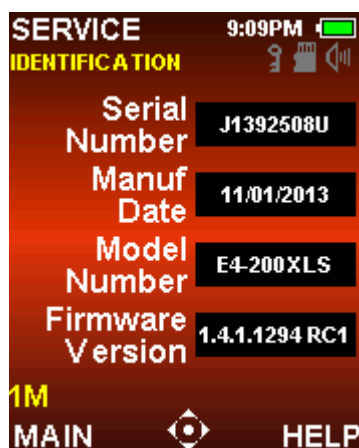 SERVICE 9:09PM
IDENTIFICATION
Serial
Number J1392508U
Manuf
Date 11/01/2013
Model
Number E4-200XLS
Firmware
Version 1.4.1.1294 RC1
1M
MAIN HELP